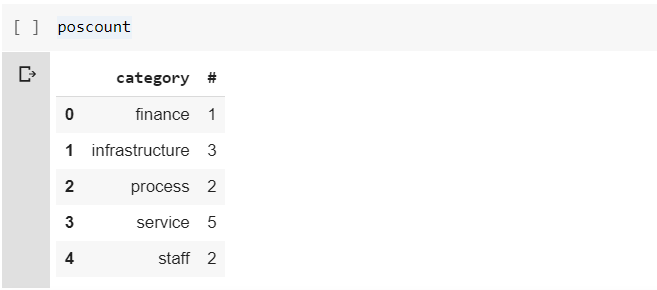 [ ] poscount
category #
0 finance 1
1 infrastructure 3
2 process 2
3 service 5
4 staff 2